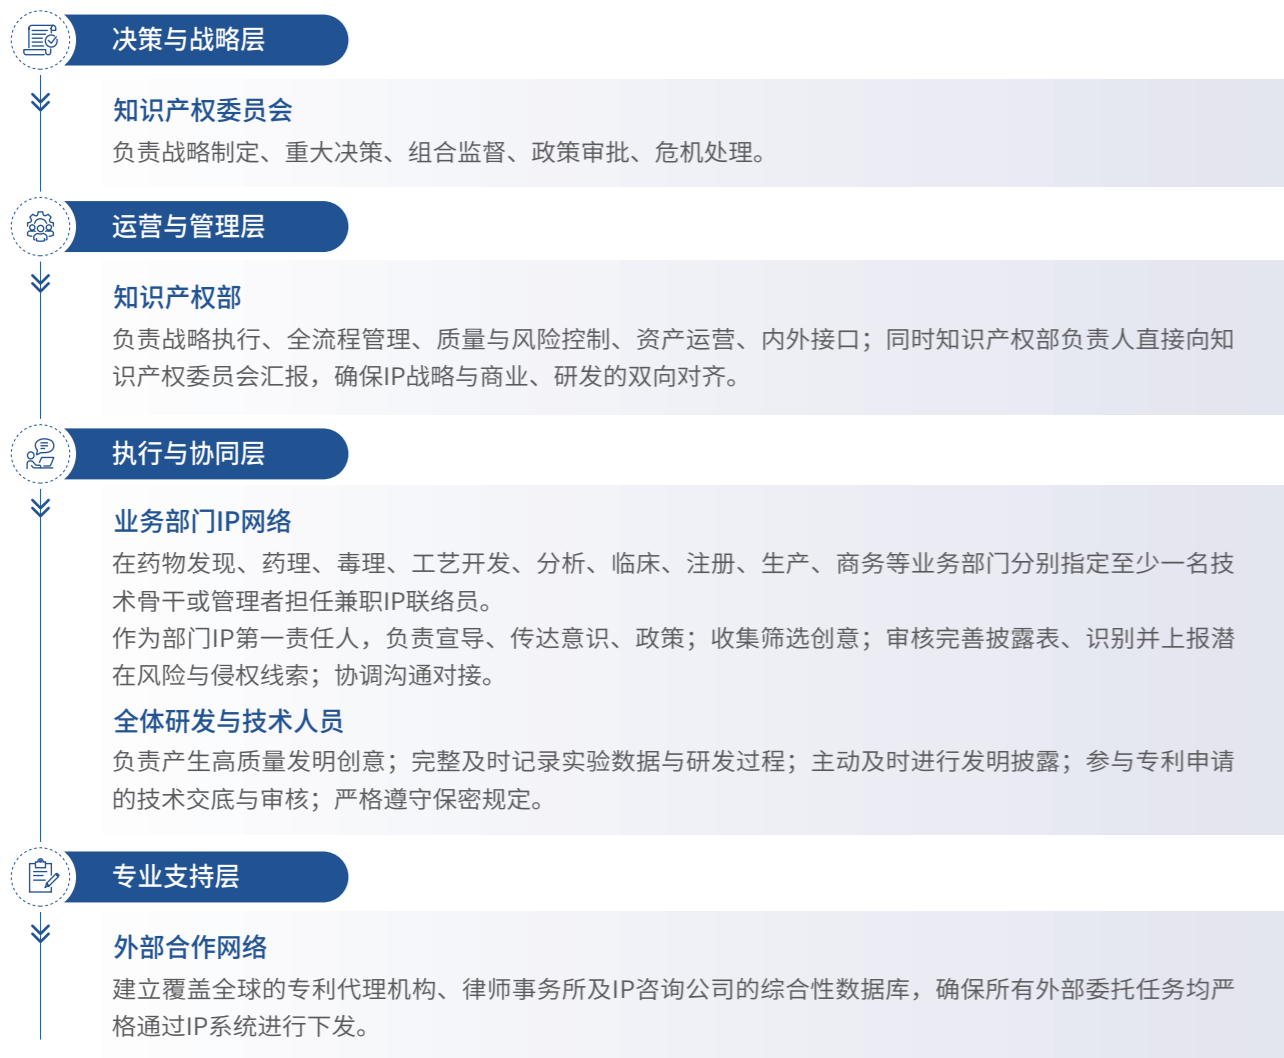 决策与战略层
知识产权委员会
负责战略制定、重大决策、组合监督、政策审批、危机处理。
运营与管理层
知识产权部
负责战略执行、全流程管理、质量与风险控制、资产运营、内外接口；同时知识产权部负责人直接向知
识产权委员会汇报，确保IP战略与商业、研发的双向对齐。
执行与协同层
业务部门IP网络
在药物发现、药理、毒理、工艺开发、分析、临床、注册、生产、商务等业务部门分别指定至少一名技
术骨干或管理者担任兼职IP联络员。
作为部门IP第一责任人，负责宣导、传达意识、政策；收集筛选创意；审核完善披露表、识别并上报潜
在风险与侵权线索；协调沟通对接。
全体研发与技术人员
负责产生高质量发明创意；完整及时记录实验数据与研发过程；主动及时进行发明披露；参与专利申请
的技术交底与审核；严格遵守保密规定。
专业支持层
外部合作网络
建立覆盖全球的专利代理机构、律师事务所及IP咨询公司的综合性数据库，确保所有外部委托任务均严
格通过IP系统进行下发。